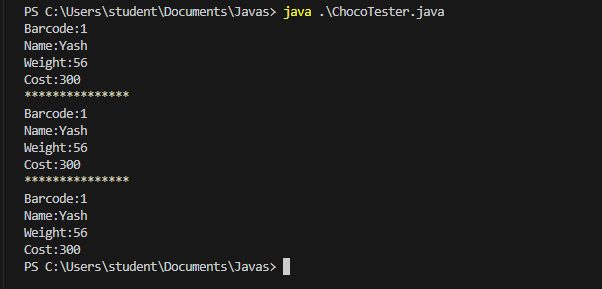 PS C:\Users\student\Documents\Javas> java .\ChocoTester.java
Barcode:1
Name:Yash
Weight:56
Cost:300
***************
Barcode:1
Name:Yash
Weight:56
Cost:300
***************
Barcode:1
Name:Yash
Weight:56
Cost:300
PS C:\Users\student\Documents\Javas>